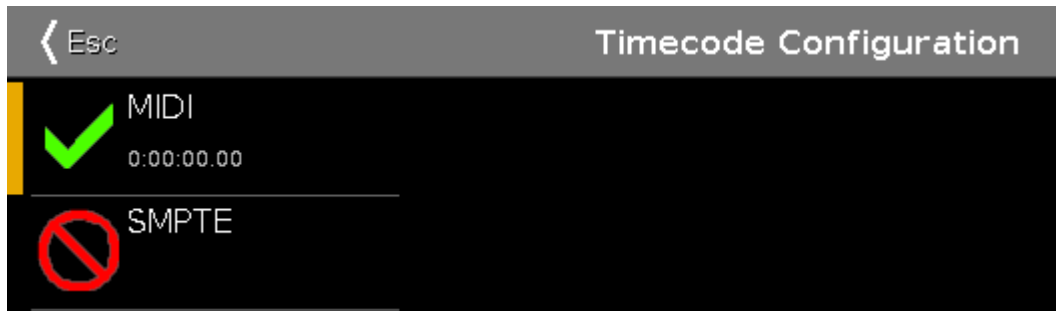 Esc
Timecode Configuration
MIDI
0:00:00.00
SMPTE